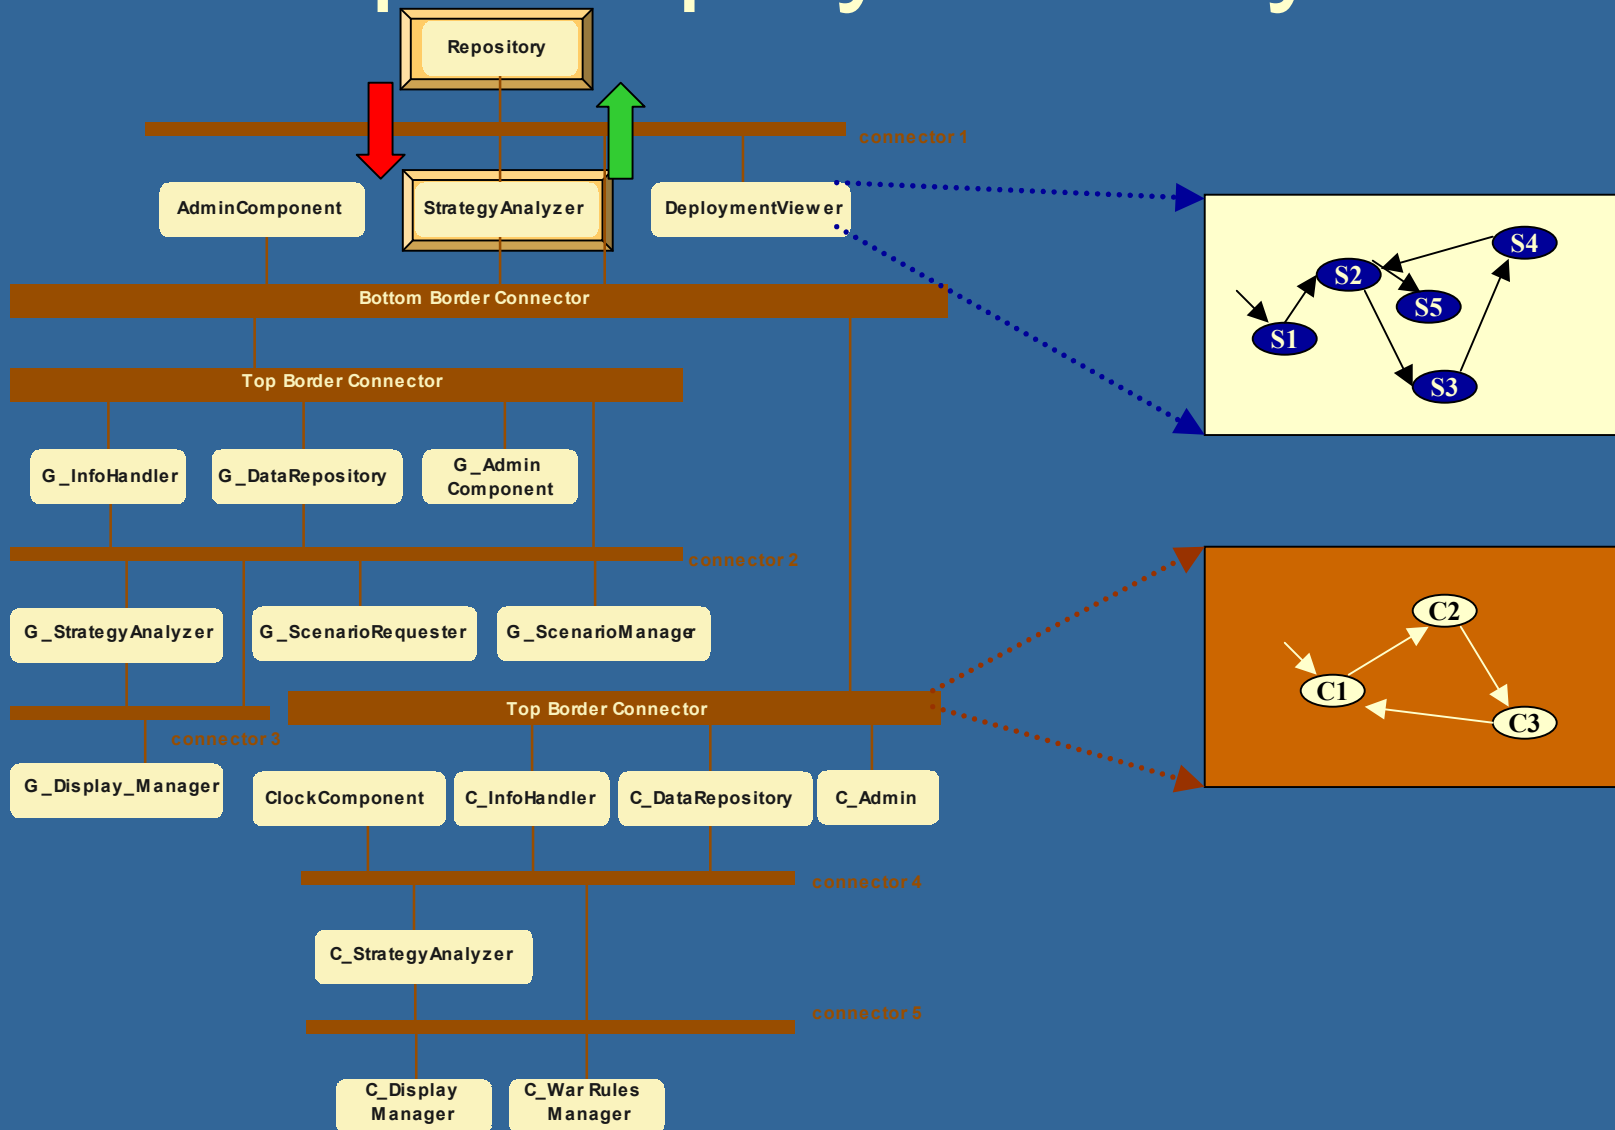 Repository
connector 1
AdminComponent
StrategyAnalyzer
DeploymentViewer
S4
S2
S5
S1
S3
Bottom Border Connector
Top Border Connector
G_InfoHandler
G_DataRepository
G_Admin
Component
connector 2
G_StrategyAnalyzer
G_ScenarioRequester
G_ScenarioManager
C2
C1
C3
Top Border Connector
connector 3
G_Display_Manager
ClockComponent
C_InfoHandler
C_DataRepository
C_Admin
connector 4
C_StrategyAnalyzer
connector 5
C_Display
Manager
C_War Rules
Manager